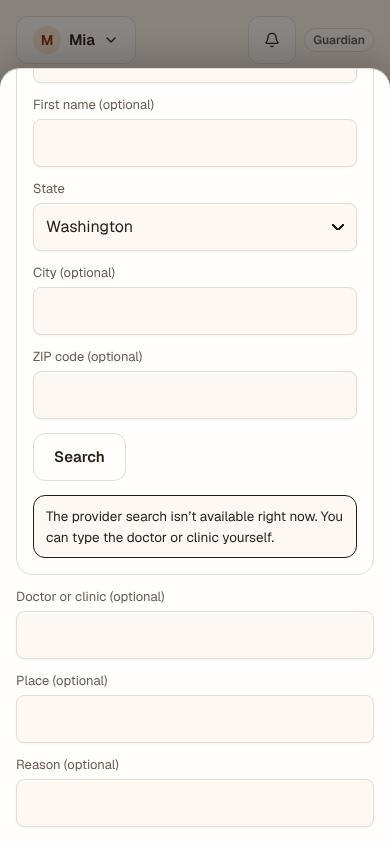 M Mia
Guardian
First name (optional)
State
Washington
City (optional)
ZIP code (optional)
Search
The provider search isn’t available right now. You
can type the doctor or clinic yourself.
Doctor or clinic (optional)
Place (optional)
Reason (optional)